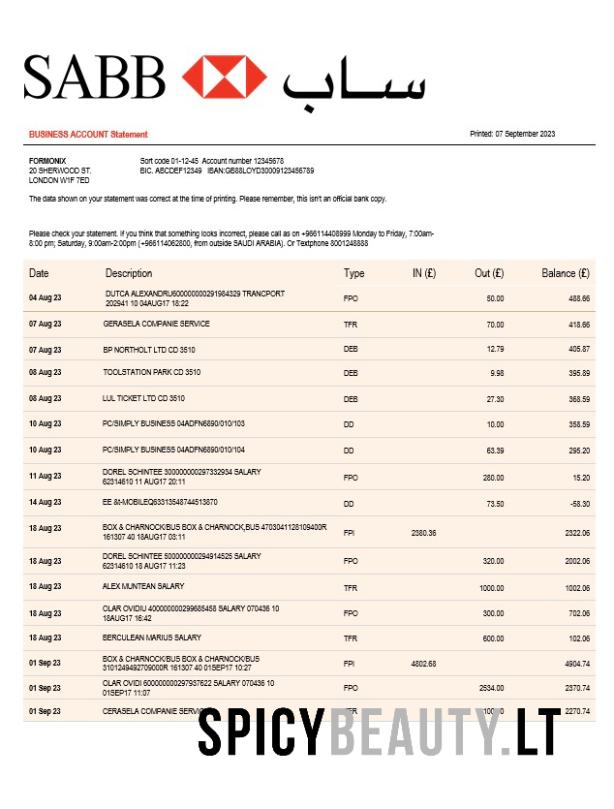 SABB ساب
BUSINESS ACCOUNT Statement Printed: 07 September 2023
FORMONIX Sort code 01-12-45 Account number 12345678
20 SHERWOOD ST. BIC. ABCDEF12349 ISAN:GB88LOYD30009123456789
LONDON W1F 7ED
The data shown on your statement was correct at the time of printing. Please remember, this isn't an official bank copy.
Please check your statement. If you think that something looks incorrect, please call as on +966114408999 Monday to Friday, 7:00am-
8:00 pm; Saturday, 9:00am-2:00pm (+966114062800, from outside SAUDI ARABIA). Or Textphone 8001248888
Date Description Type IN (£) Out (£) Balance (£)
04 Aug 23 DUTCA ALEXANDRU600000000291984329 TRANCPORT FPO 50.00 488.66
202941 10 04AUG17 18:22
07 Aug 23 GERASELA COMPANIE SERVICE TFR 70.00 418.66
07 Aug 23 BP NORTHOLT LTD CD 3510 DEB 12.79 405.87
08 Aug 23 TOOLSTATION PARK CD 3510 DEB 9.98 395.89
08 Aug 23 LUL TICKET LTD CD 3510 DEB 27.30 368.59
10 Aug 23 PC/SIMPLY BUSINESS 04ADFN6890/010/103 DD 10.00 358.59
10 Aug 23 PC/SIMPLY BUSINESS 04ADFN6890/010/104 DD 63.39 295.20
11 Aug 23 DOREL SCHINTEE 300000000297332934 SALARY FPO 280.00 15.20
62314610 11 AUG17 20:11
14 Aug 23 EE &t-MOBILEQ633135487445138​70 DD 73.50 -58.30
18 Aug 23 BOX & CHARNOCK/BUS BOX & CHARNOCK,BUS 4703041128109400R FPI 2380.36 2322.06
161307 40 18AUG17 03:11
18 Aug 23 DOREL SCHINTEE 500000000294914525 SALARY FPO 320.00 2002.06
62314610 18 AUG17 11:23
18 Aug 23 ALEX MUNTEAN SALARY TFR 1000.00 1002.06
18 Aug 23 OLAR OVIDIU 400000000299685458 SALARY 070436 10 FPO 300.00 702.06
18AUG17 16:42
18 Aug 23 BERCULEAN MARIUS SALARY TFR 600.00 102.06
01 Sep 23 BOX & CHARNOCK/BUS BOX & CHARNOCK/BUS FPI 4802.68 4904.74
3101249492709000R 161307 40 01SEP17 10:27
01 Sep 23 OLAR OVIDI 600000000297937622 SALARY 070436 10 FPO 2534.00 2370.74
01SEP17 11:07
01 Sep 23 CERASELA COMPANIE 2270.74
SPICYBEAUTY.LT